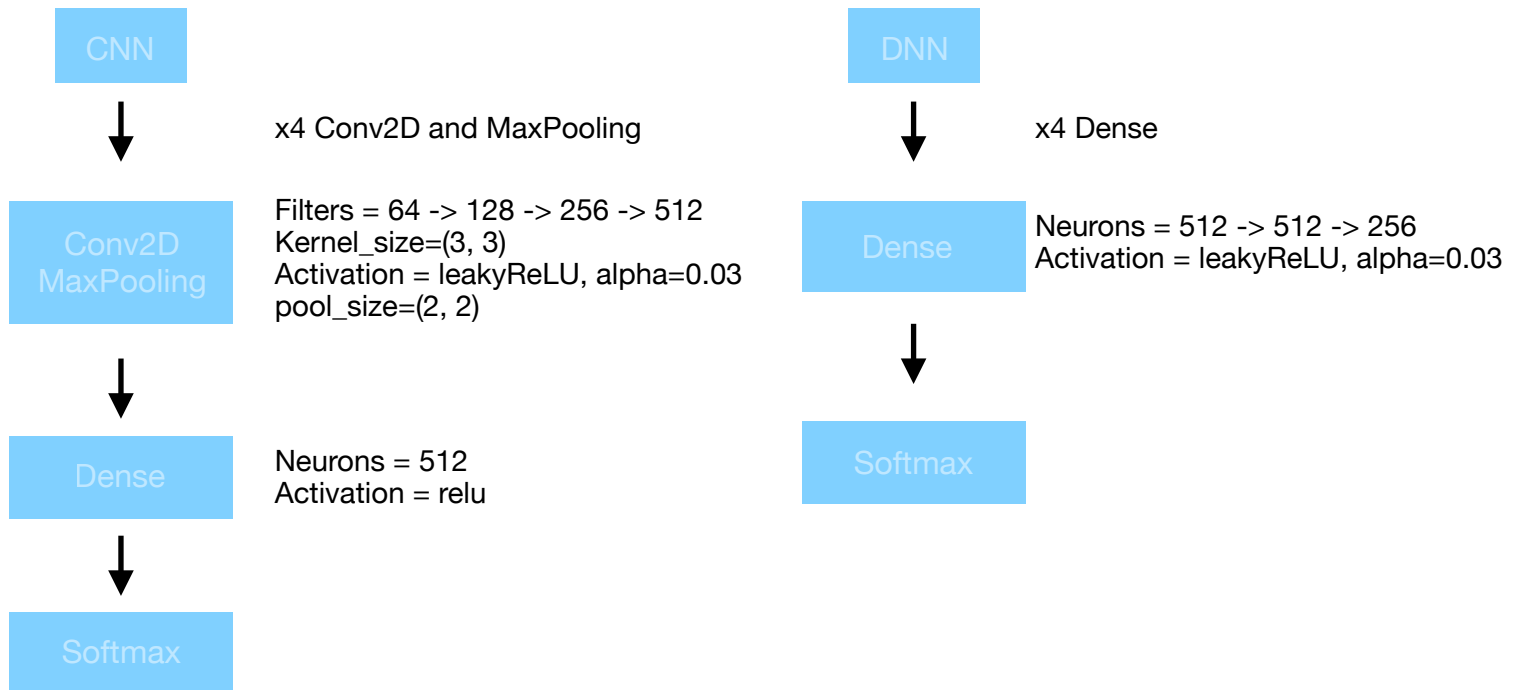 CNN
x4 Conv2D and MaxPooling
Conv2D
MaxPooling
Filters = 64 -> 128 -> 256 -> 512
Kernel_size=(3, 3)
Activation = leakyReLU, alpha=0.03
pool_size=(2, 2)
Dense
Neurons = 512
Activation = relu
Softmax
DNN
x4 Dense
Dense
Neurons = 512 -> 512 -> 256
Activation = leakyReLU, alpha=0.03
Softmax